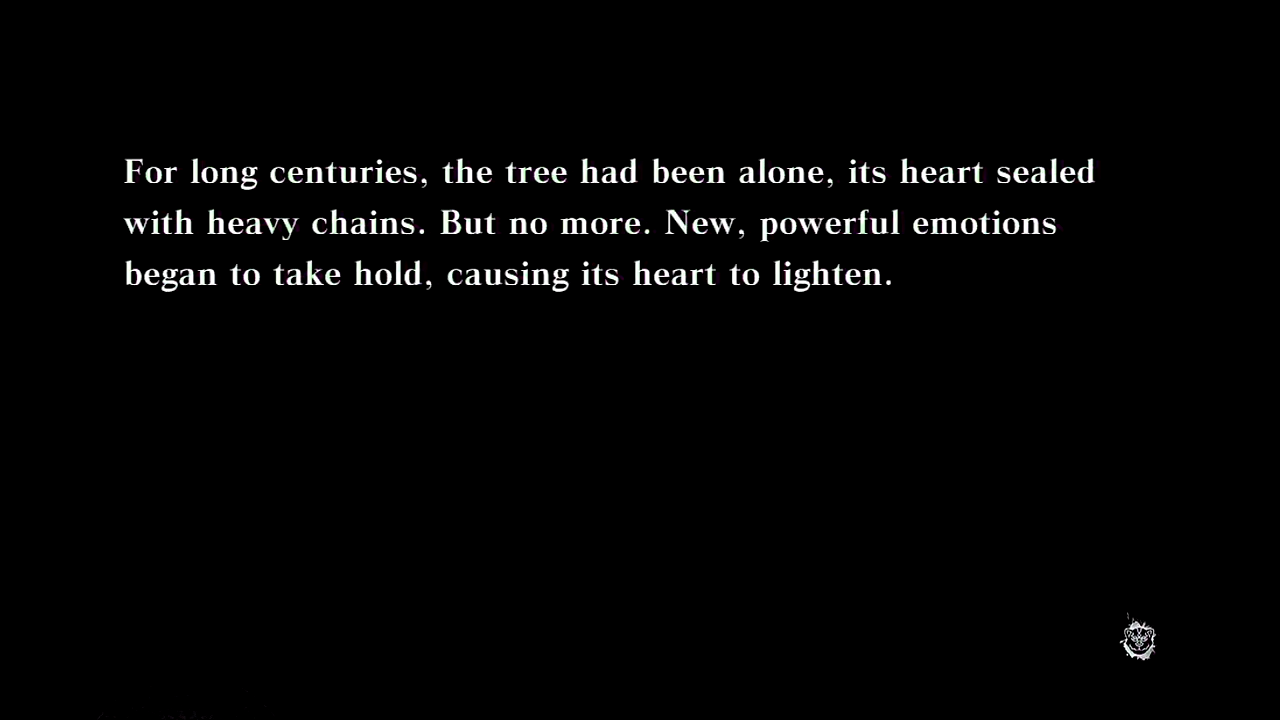 For long centuries, the tree had been alone, its heart sealed
with heavy chains. But no more. New, powerful emotions
began to take hold, causing its heart to lighten.